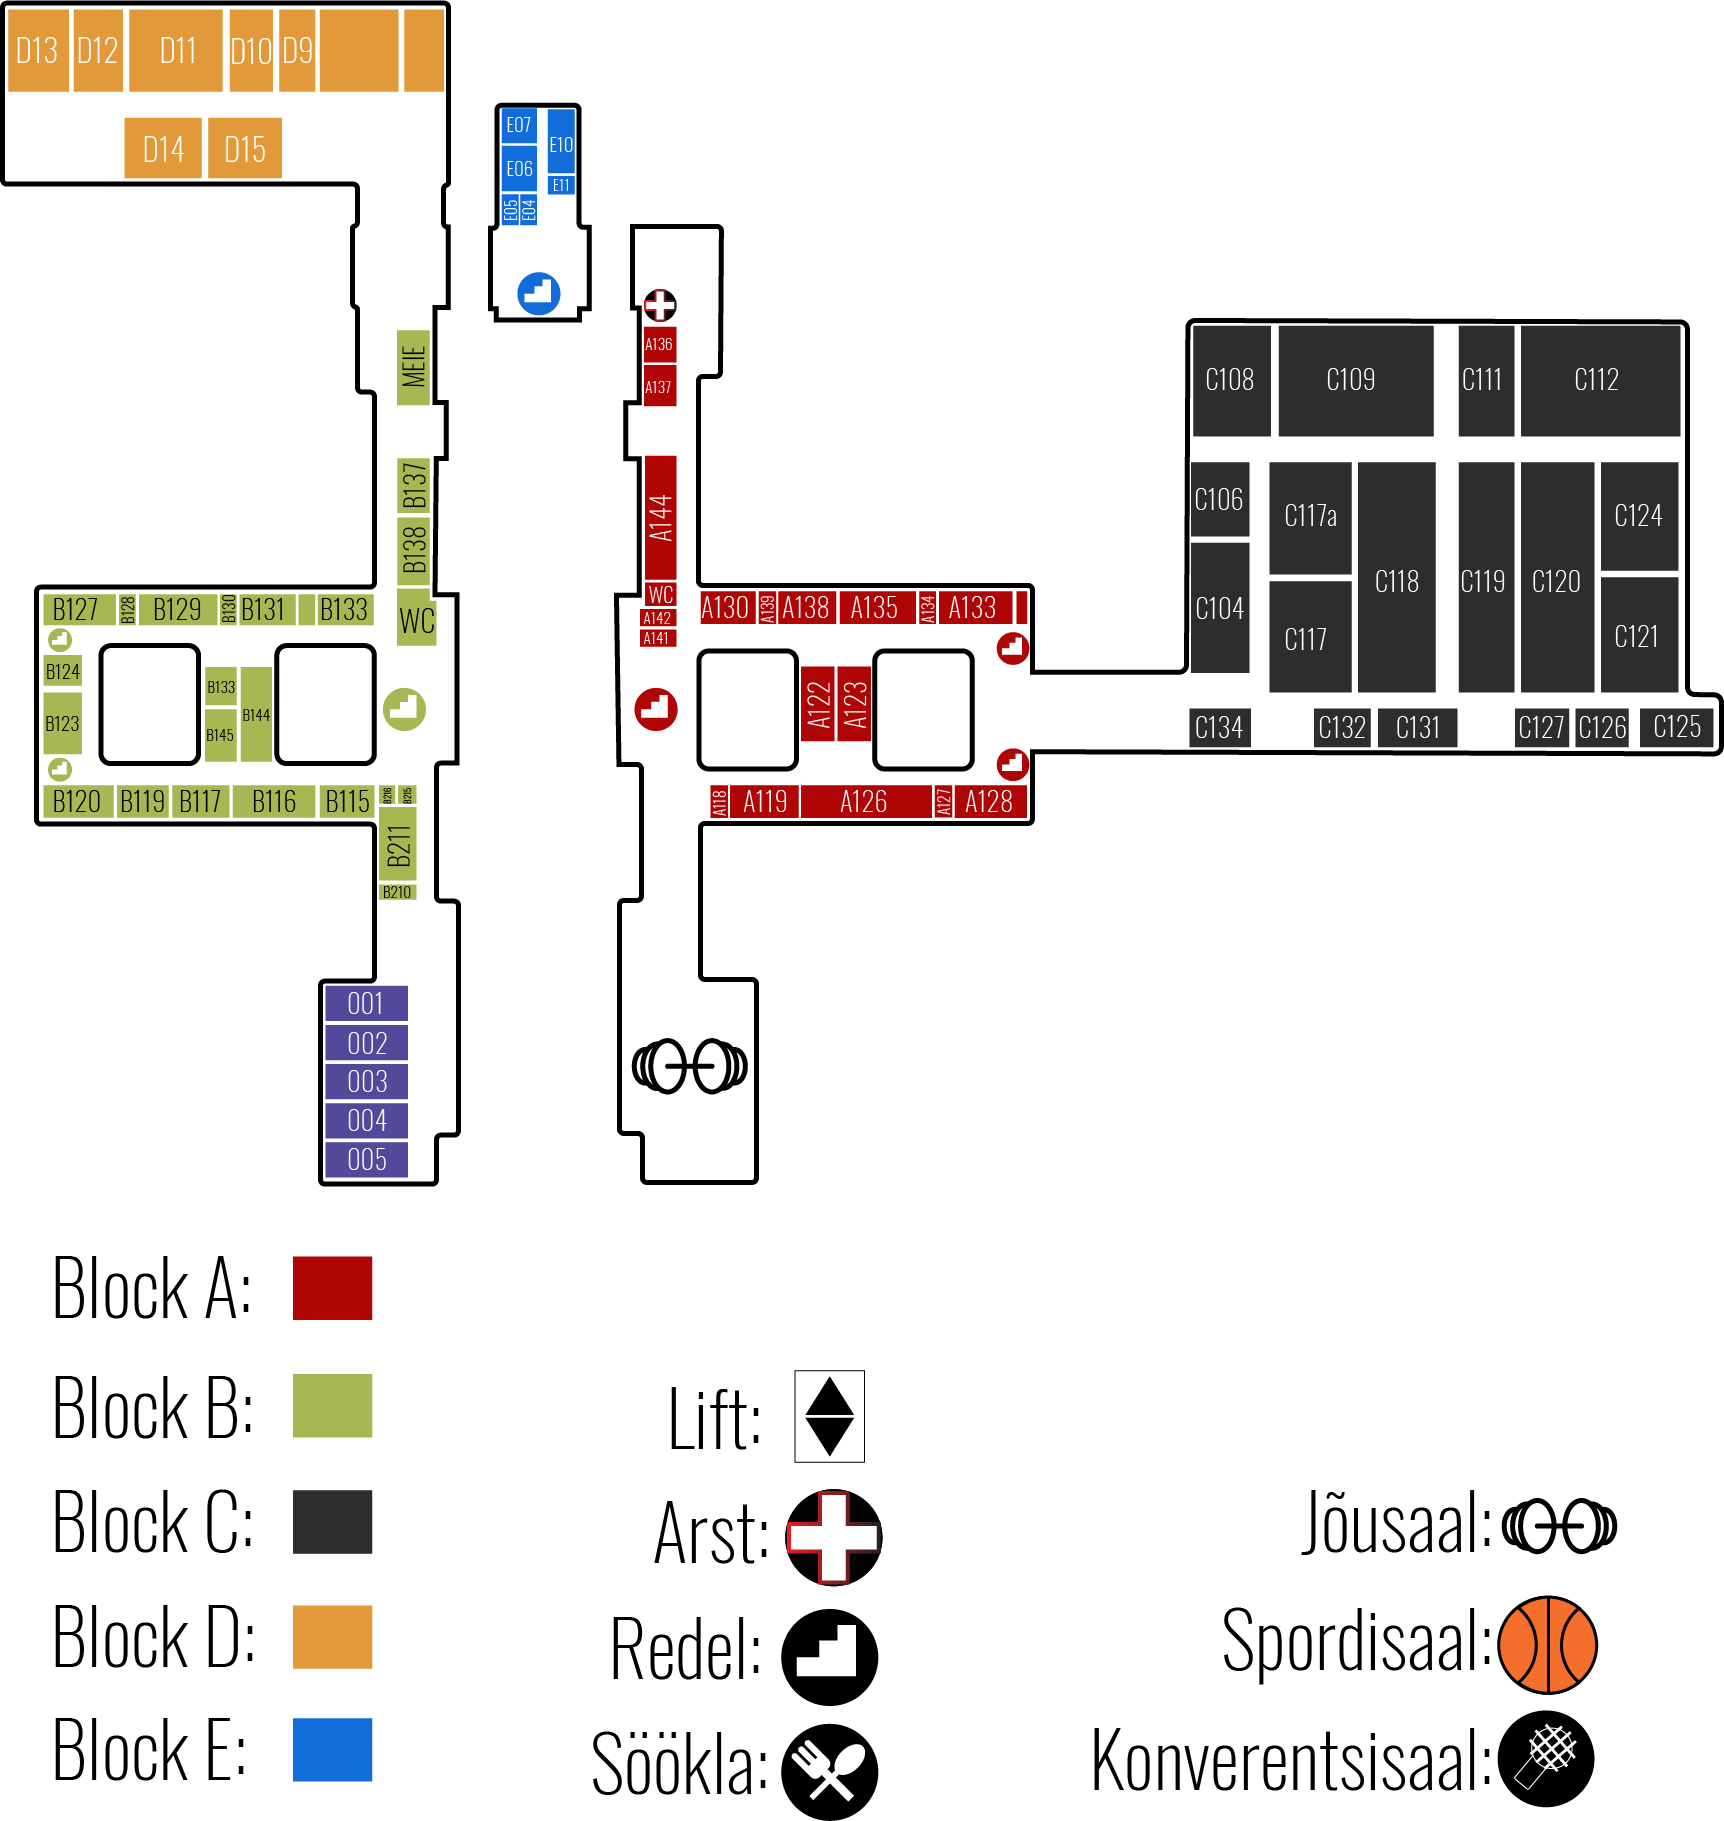 D13 D12 D11 D10 D9
D14 D15
E07
E10
E06
E11
E05 E04
A136
A137
MEIE
C108 C109 C111 C112
B137
B138
A144
C106
C117a
C124
C118 C119 C120
C104
C117
C121
WC
A142
A141
B127 B128 B129 B130 B131 B133
WC
A130 A139 A138 A135 A134 A133
B124
B133
B144
B123
B145
A122 A123
C134 C132 C131 C127 C126 C125
B120 B119 B117 B116 B115 B216 B215
A118 A119 A126 A127 A128
B211
B210
001
002
003
004
005
Block A:
Block B:
Block C:
Block D:
Block E:
Lift:
Arst:
Redel:
Söökla:
Jõusaal:
Spordisaal:
Konverentsisaal: